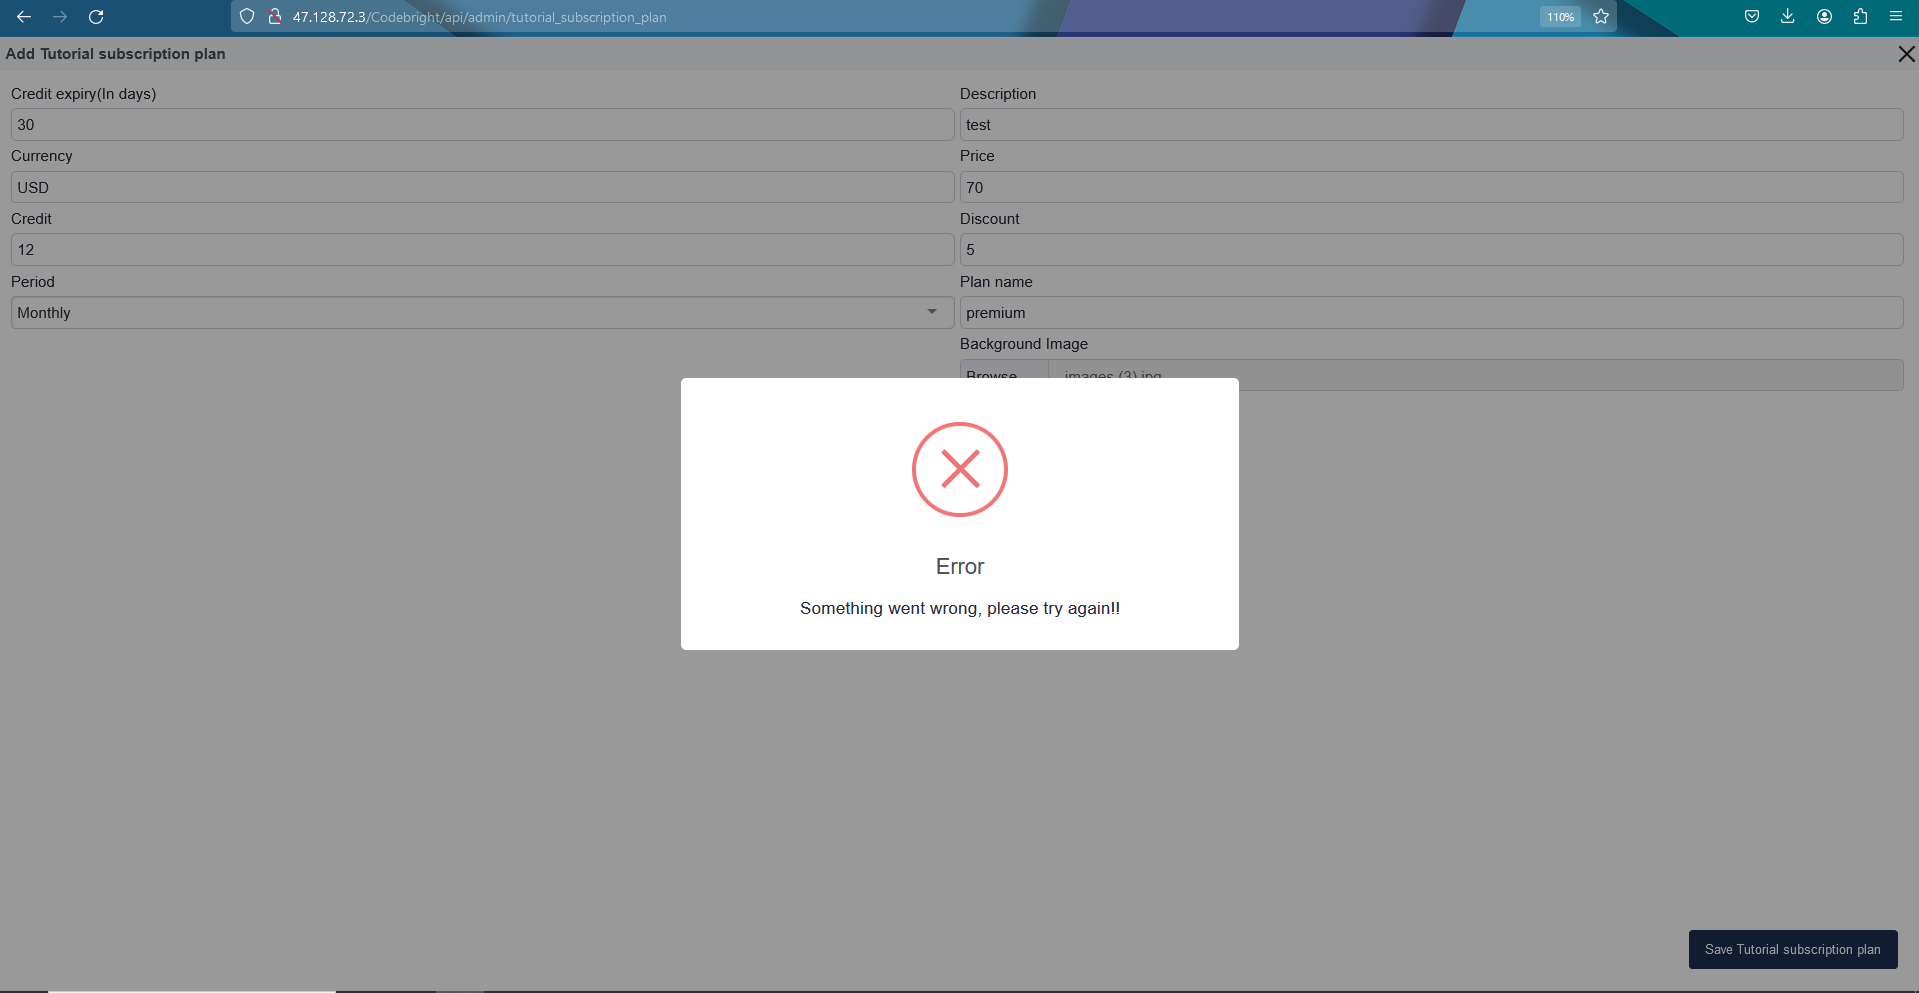 47.128.72.3/Codebright/api/admin/tutorial_subscription_plan
110%
Add Tutorial subscription plan
Credit expiry(In days)
Description
30
test
Currency
Price
USD
70
Credit
Discount
12
5
Period
Plan name
Monthly
premium
Background Image
Browse...
images (3).jpg
Error
Something went wrong, please try again!!
Save Tutorial subscription plan